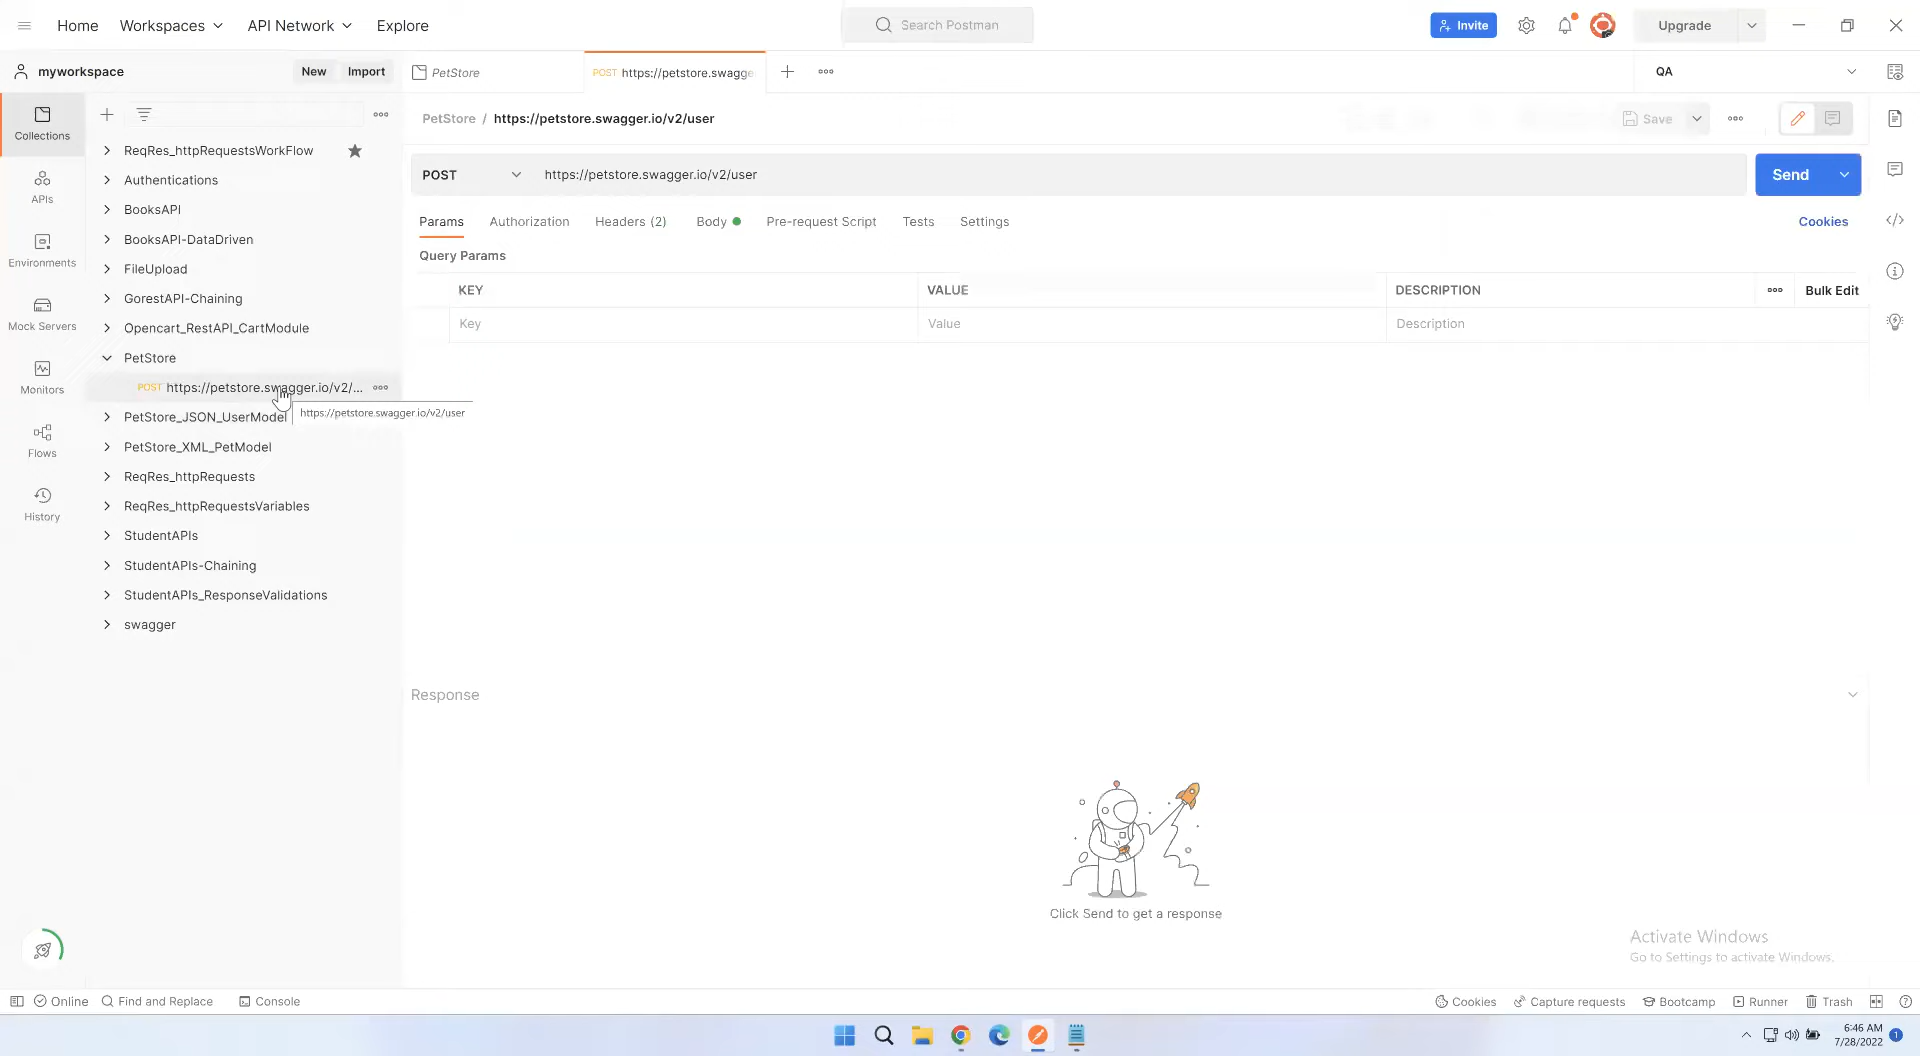 Home Workspaces API Network Explore Search Postman Invite Upgrade
myworkspace New Import PetStore POST https://petstore.swagge QA
PetStore / https://petstore.swagger.io/v2/user Save
Collections
ReqRes_httpRequestsWorkFlow
POST https://petstore.swagger.io/v2/user Send
Authentications
APIs
BooksAPI
Params Authorization Headers (2) Body Pre-request Script Tests Settings Cookies
BooksAPI-DataDriven
Query Params
Environments
FileUpload
KEY VALUE DESCRIPTION Bulk Edit
GorestAPI-Chaining
Key Value Description
Mock Servers
Opencart_RestAPI_CartModule
PetStore
Monitors
POST https://petstore.swagger.io/v2/...
https://petstore.swagger.io/v2/user
PetStore_JSON_UserModel
Flows
PetStore_XML_PetModel
ReqRes_httpRequests
History
ReqRes_httpRequestsVariables
StudentAPIs
StudentAPIs-Chaining
StudentAPIs_ResponseValidations
swagger
Response
Click Send to get a response
Activate Windows
Go to Settings to activate Windows.
Online Find and Replace Console Cookies Capture requests Bootcamp Runner Trash
6:46 AM
7/28/2022 1